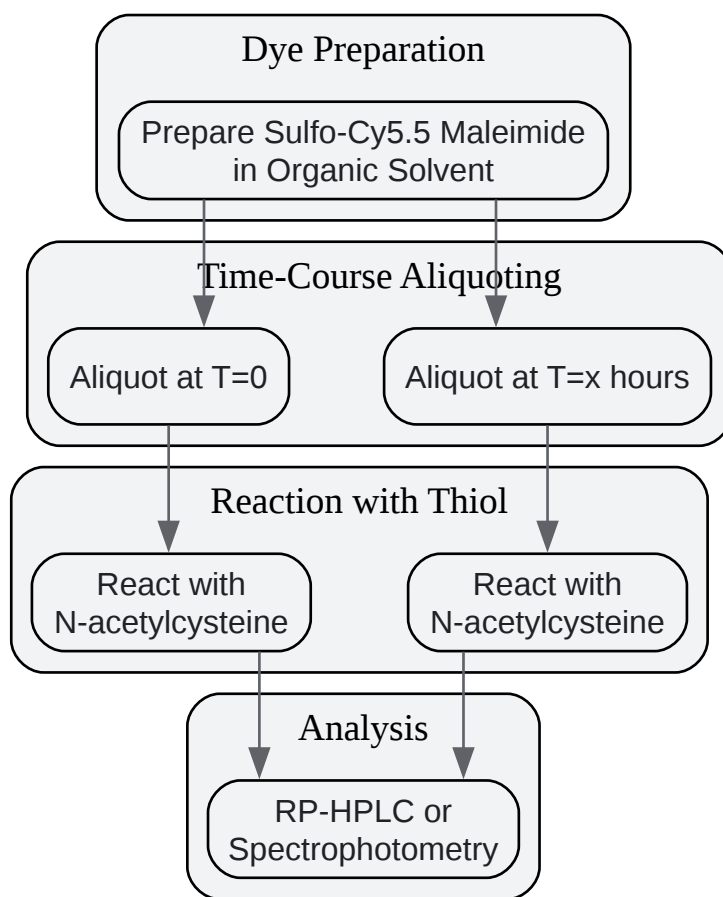 Dye Preparation
Prepare Sulfo-Cy5.5 Maleimide
in Organic Solvent
Time-Course Aliquoting
Aliquot at T=0
Aliquot at T=x hours
Reaction with Thiol
React with
N-acetylcysteine
React with
N-acetylcysteine
Analysis
RP-HPLC or
Spectrophotometry